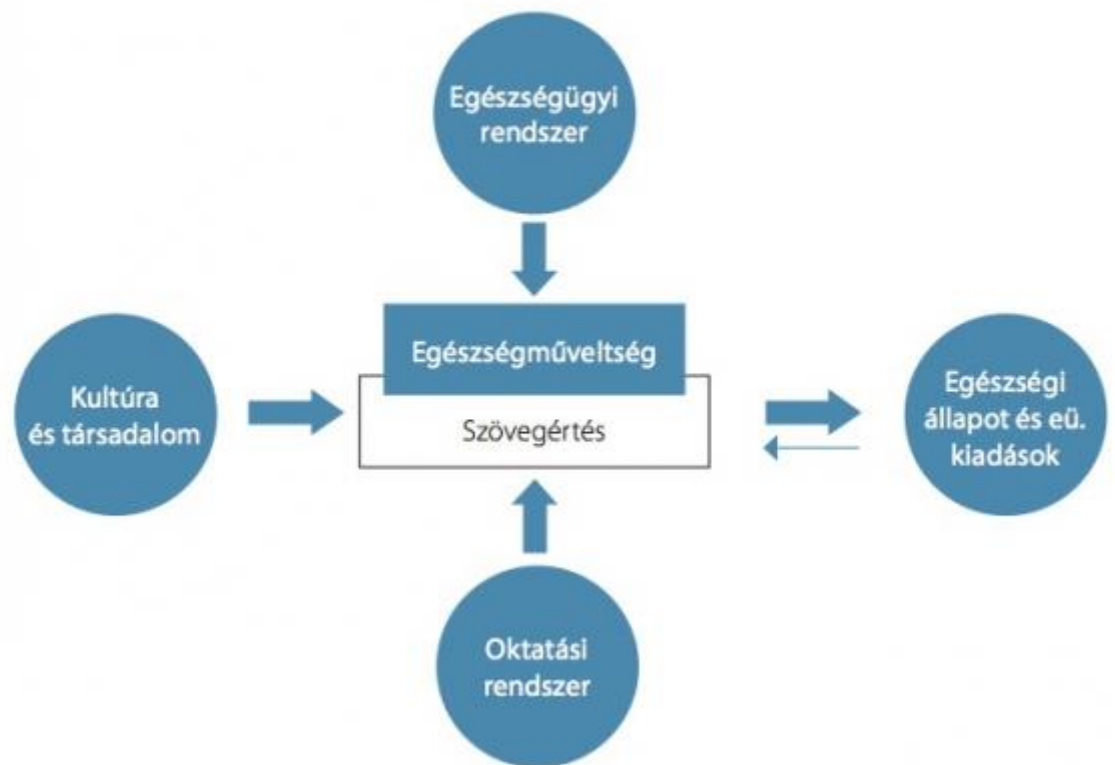 Egészségügyi
rendszer
Egészségműveltség
Kultúra
és társadalom
Szövegértés
Egészségi
állapot és eü.
kiadások
Oktatási
rendszer